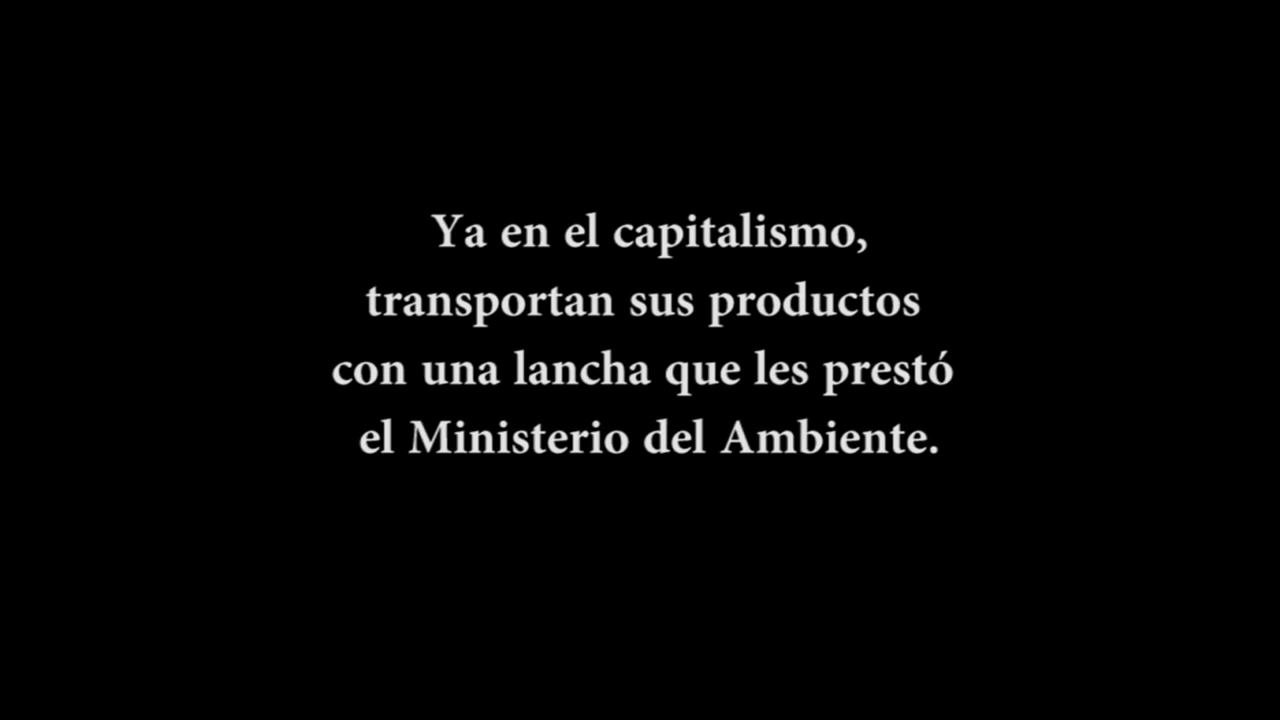 Ya en el capitalismo,
transportan sus productos
con una lancha que les prestó
el Ministerio del Ambiente.